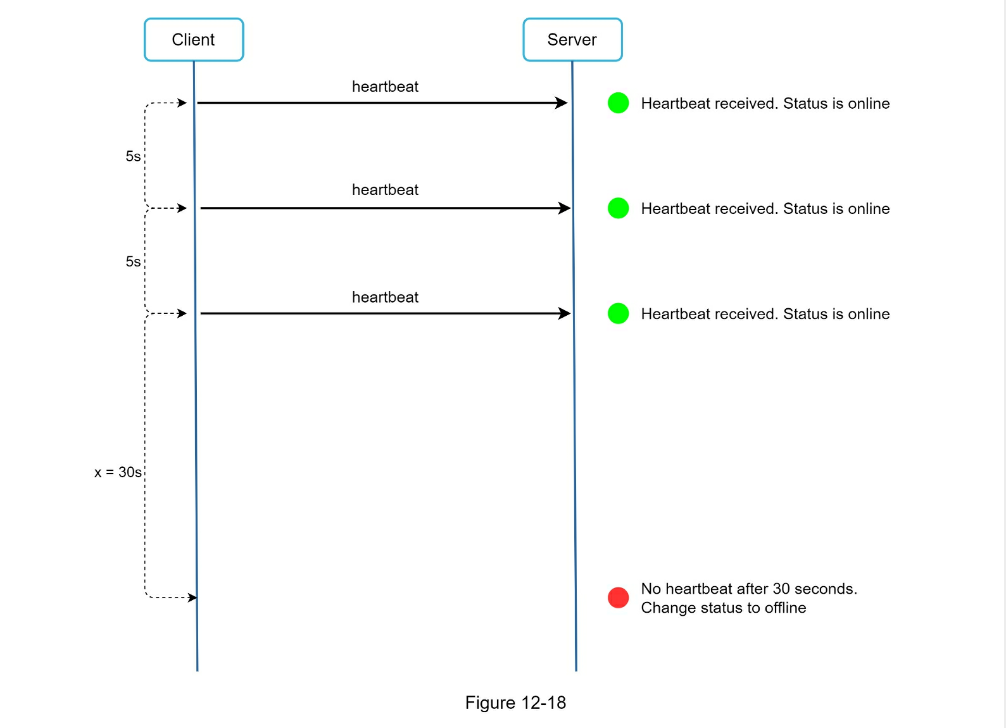 Client
Server
heartbeat
Heartbeat received. Status is online
5s
heartbeat
Heartbeat received. Status is online
5s
heartbeat
Heartbeat received. Status is online
x = 30s
No heartbeat after 30 seconds.
Change status to offline
Figure 12-18